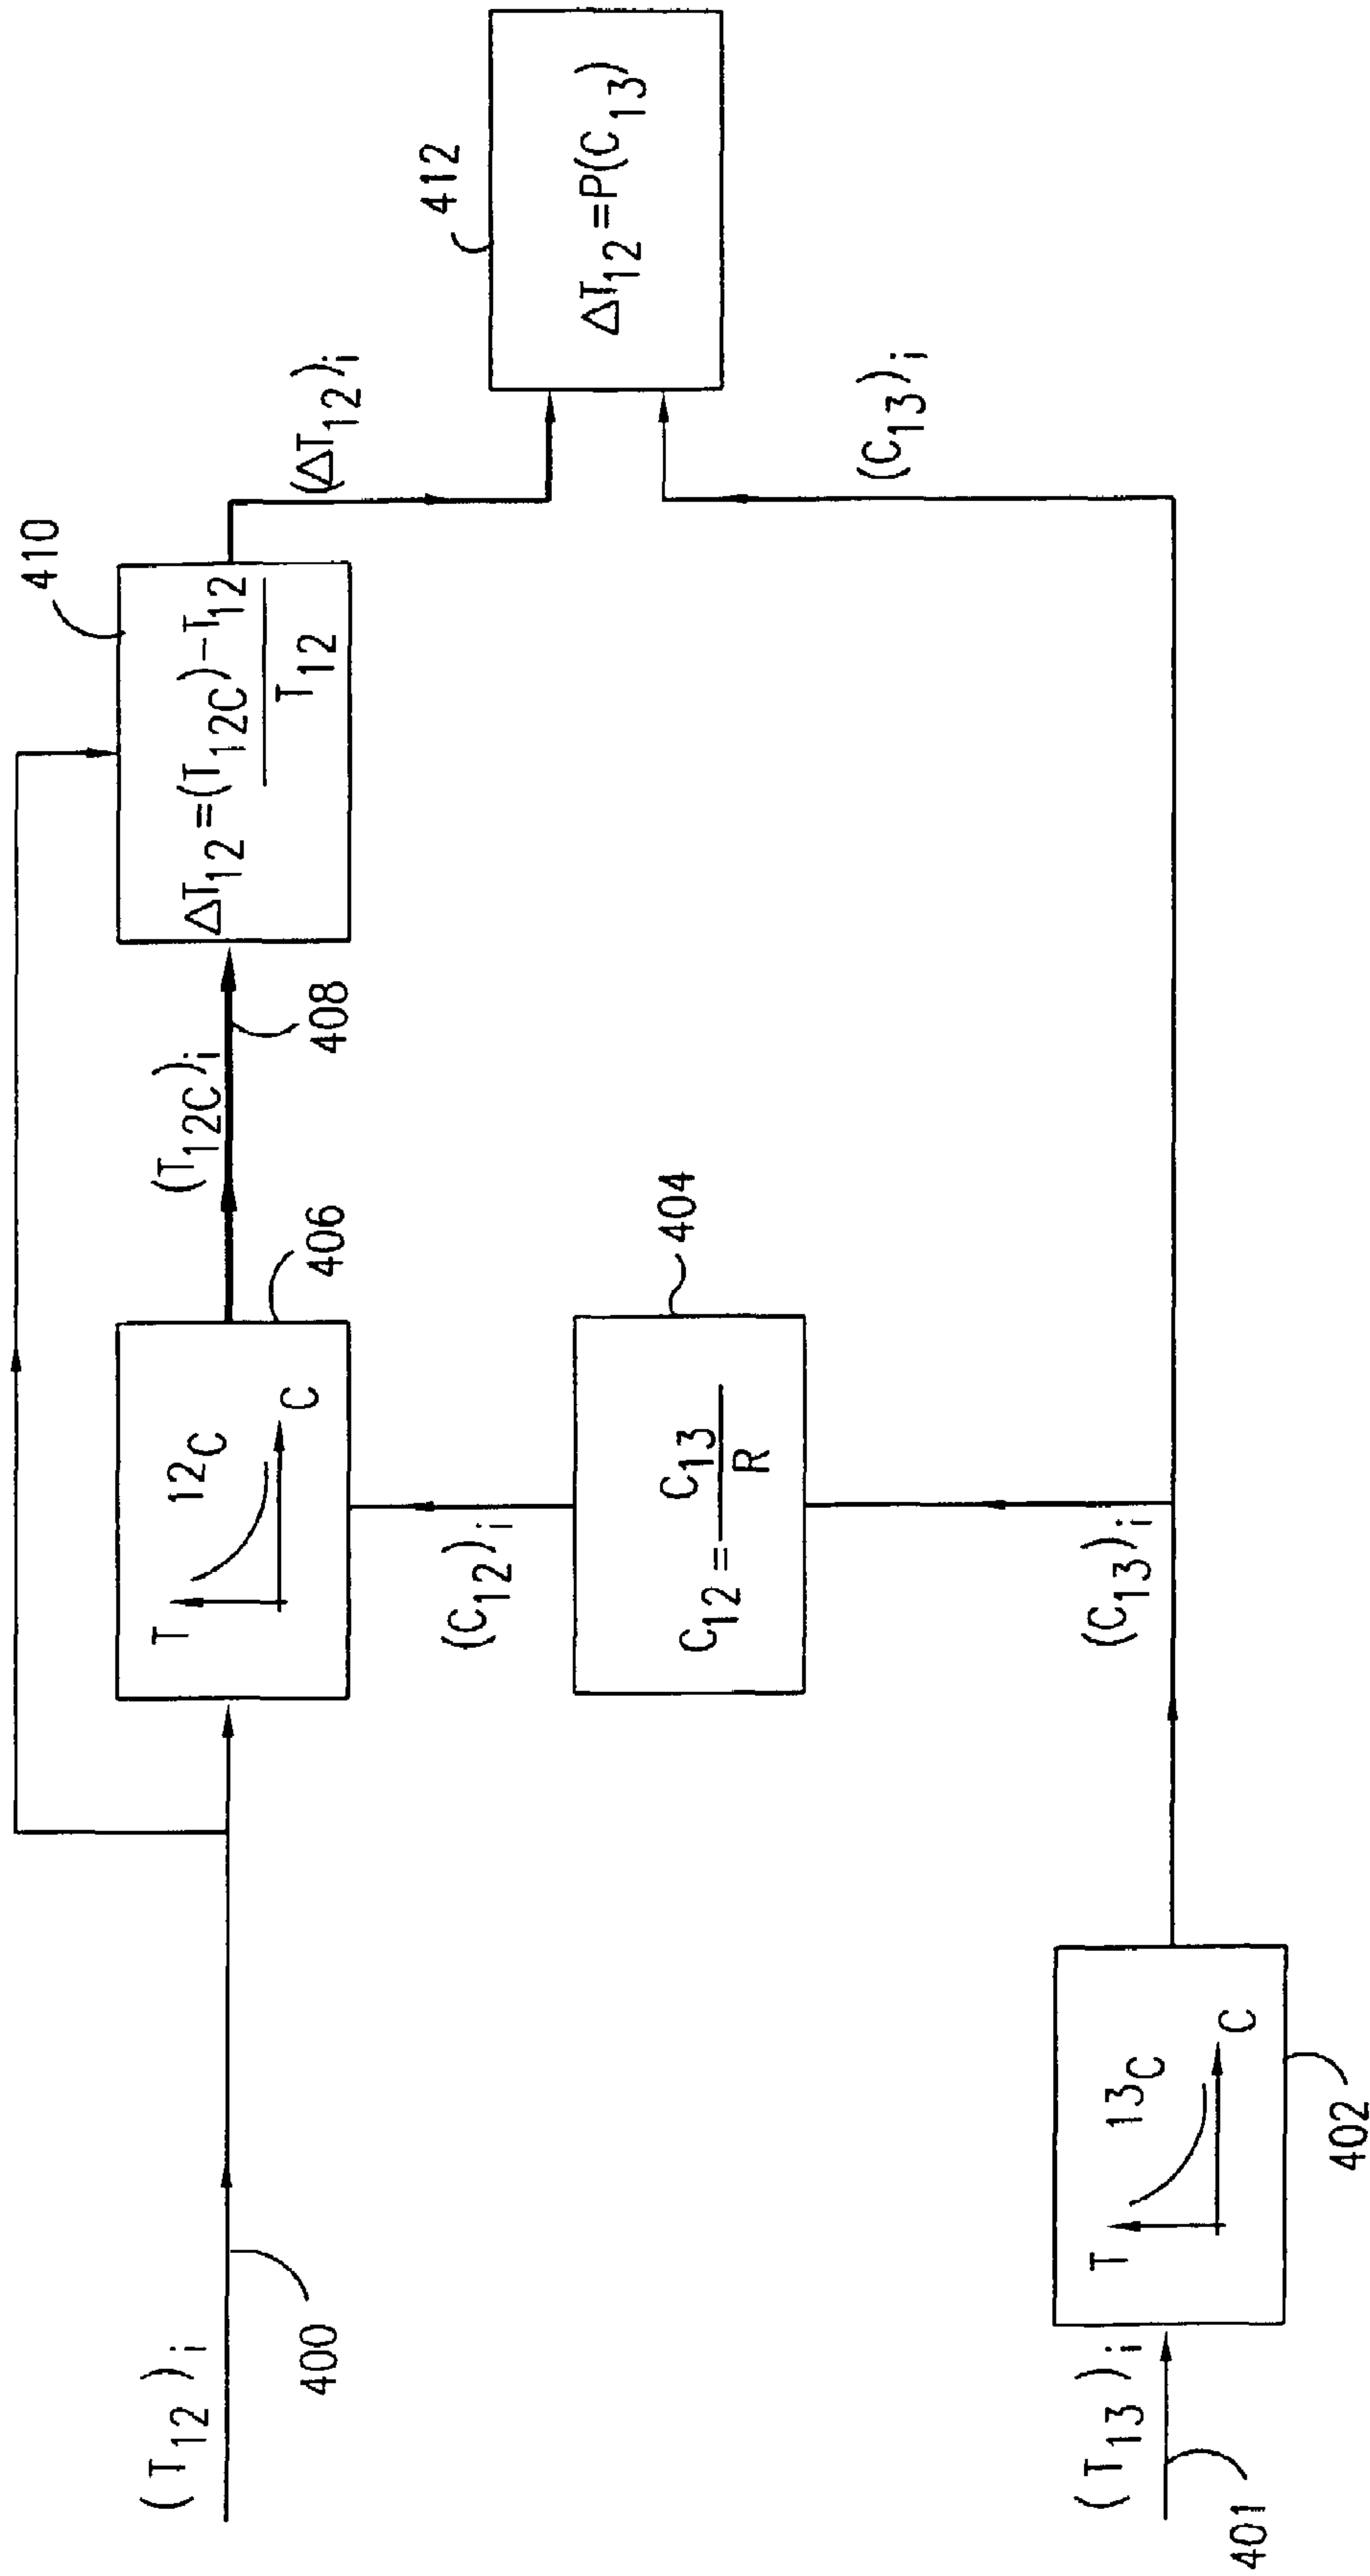 (T12)i
400
T
12C
C
406
(T12C)i
408
410
ΔT12=(T12C)-T12
T12
(ΔT12)i
412
ΔT12=P(C13)
(C12)i
C12=C13
R
404
(T13)i
401
T
13C
C
402
(C13)i
(C13)i